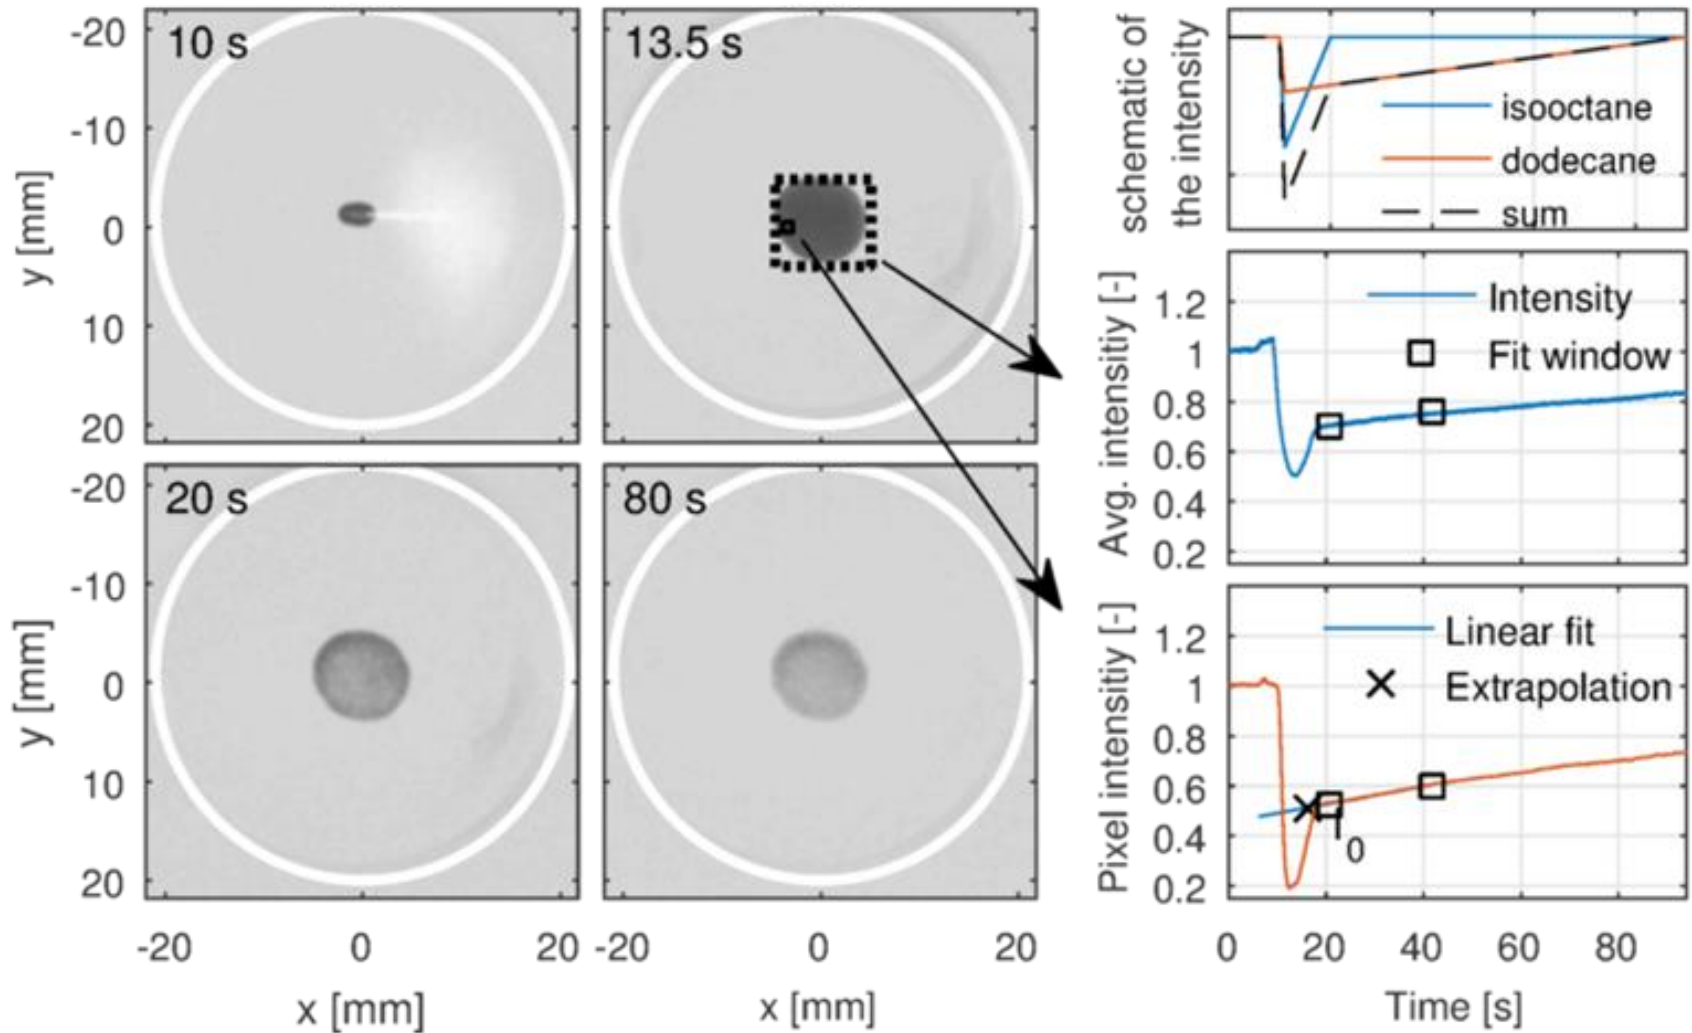 10 s
13.5 s
-20
-10
0
10
20
y [mm]
20 s
80 s
-20
-10
0
10
20
y [mm]
-20
0
20
-20
0
20
x [mm]
x [mm]
schematic of
the intensity
isooctane
dodecane
sum
Avg. intensitiy [-]
1.2
1
0.8
0.6
0.4
0.2
Intensity
Fit window
Pixel intensitiy [-]
1.2
1
0.8
0.6
0.4
0.2
Linear fit
Extrapolation
I0
0
20
40
60
80
Time [s]